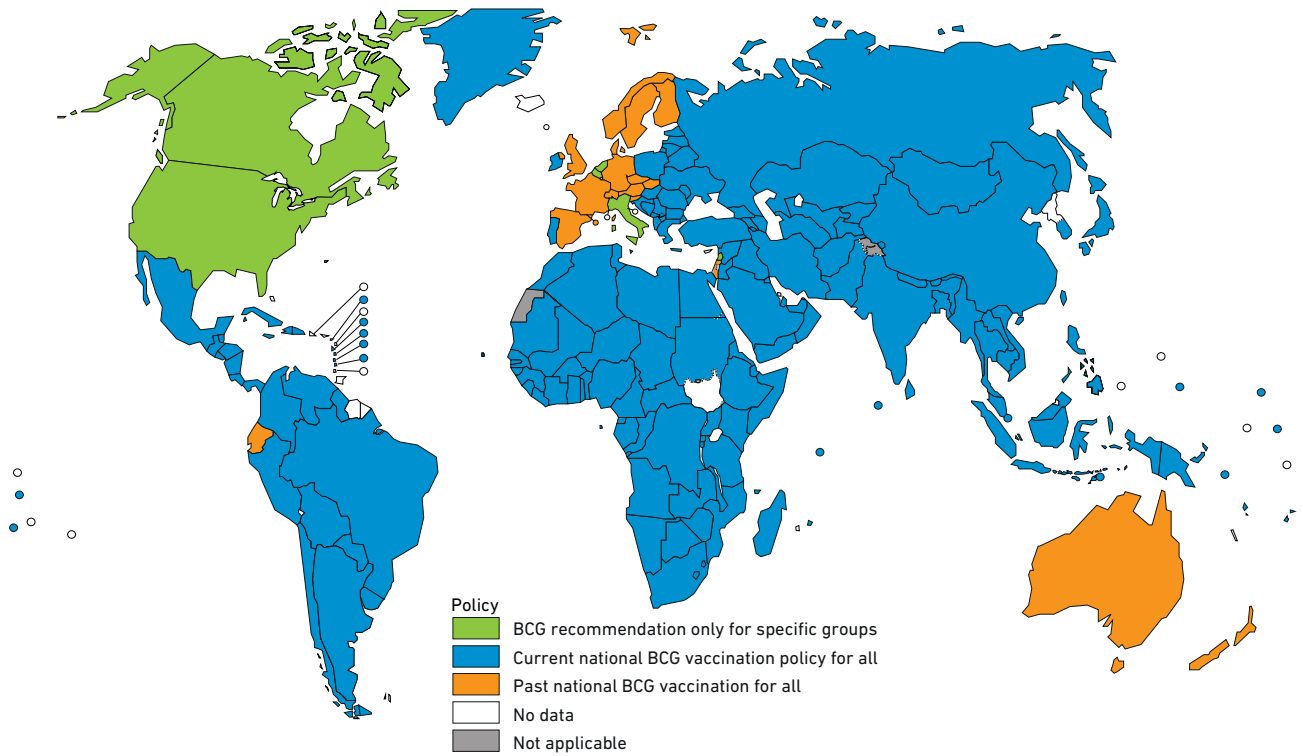 Policy
BCG recommendation only for specific groups
Current national BCG vaccination policy for all
Past national BCG vaccination for all
No data
Not applicable